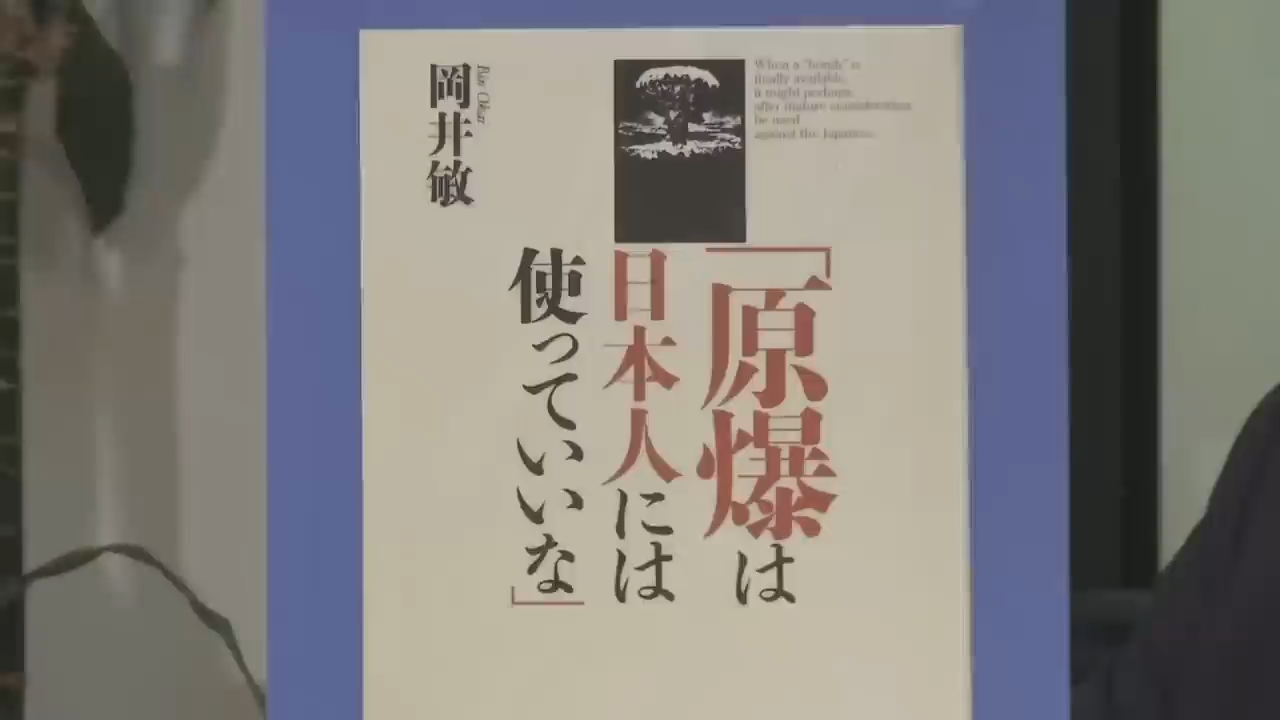 「原爆は
日本人には
使っていいな」
岡井敏
When a "bomb" is
finally available,
it might perhaps,
after mature consideration,
be used
against the Japanese.